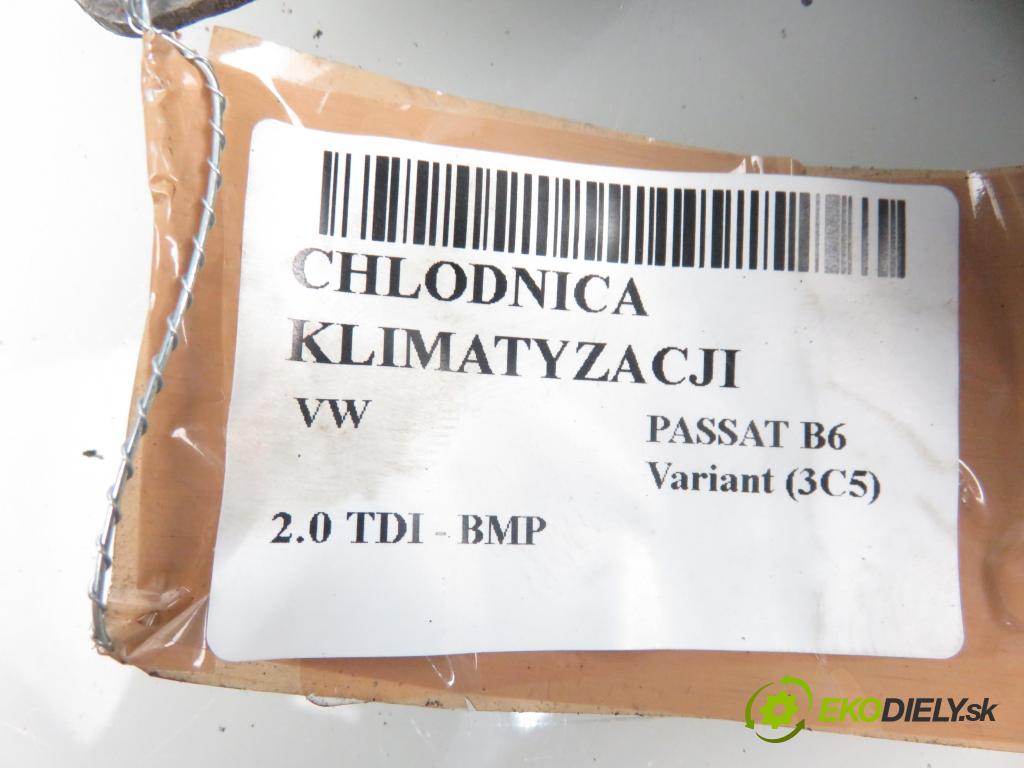 CHLODNICA
KLIMATYZACJI
VW
PASSAT B6
Variant (3C5)
2.0 TDI - BMP
EKODIELY.sk